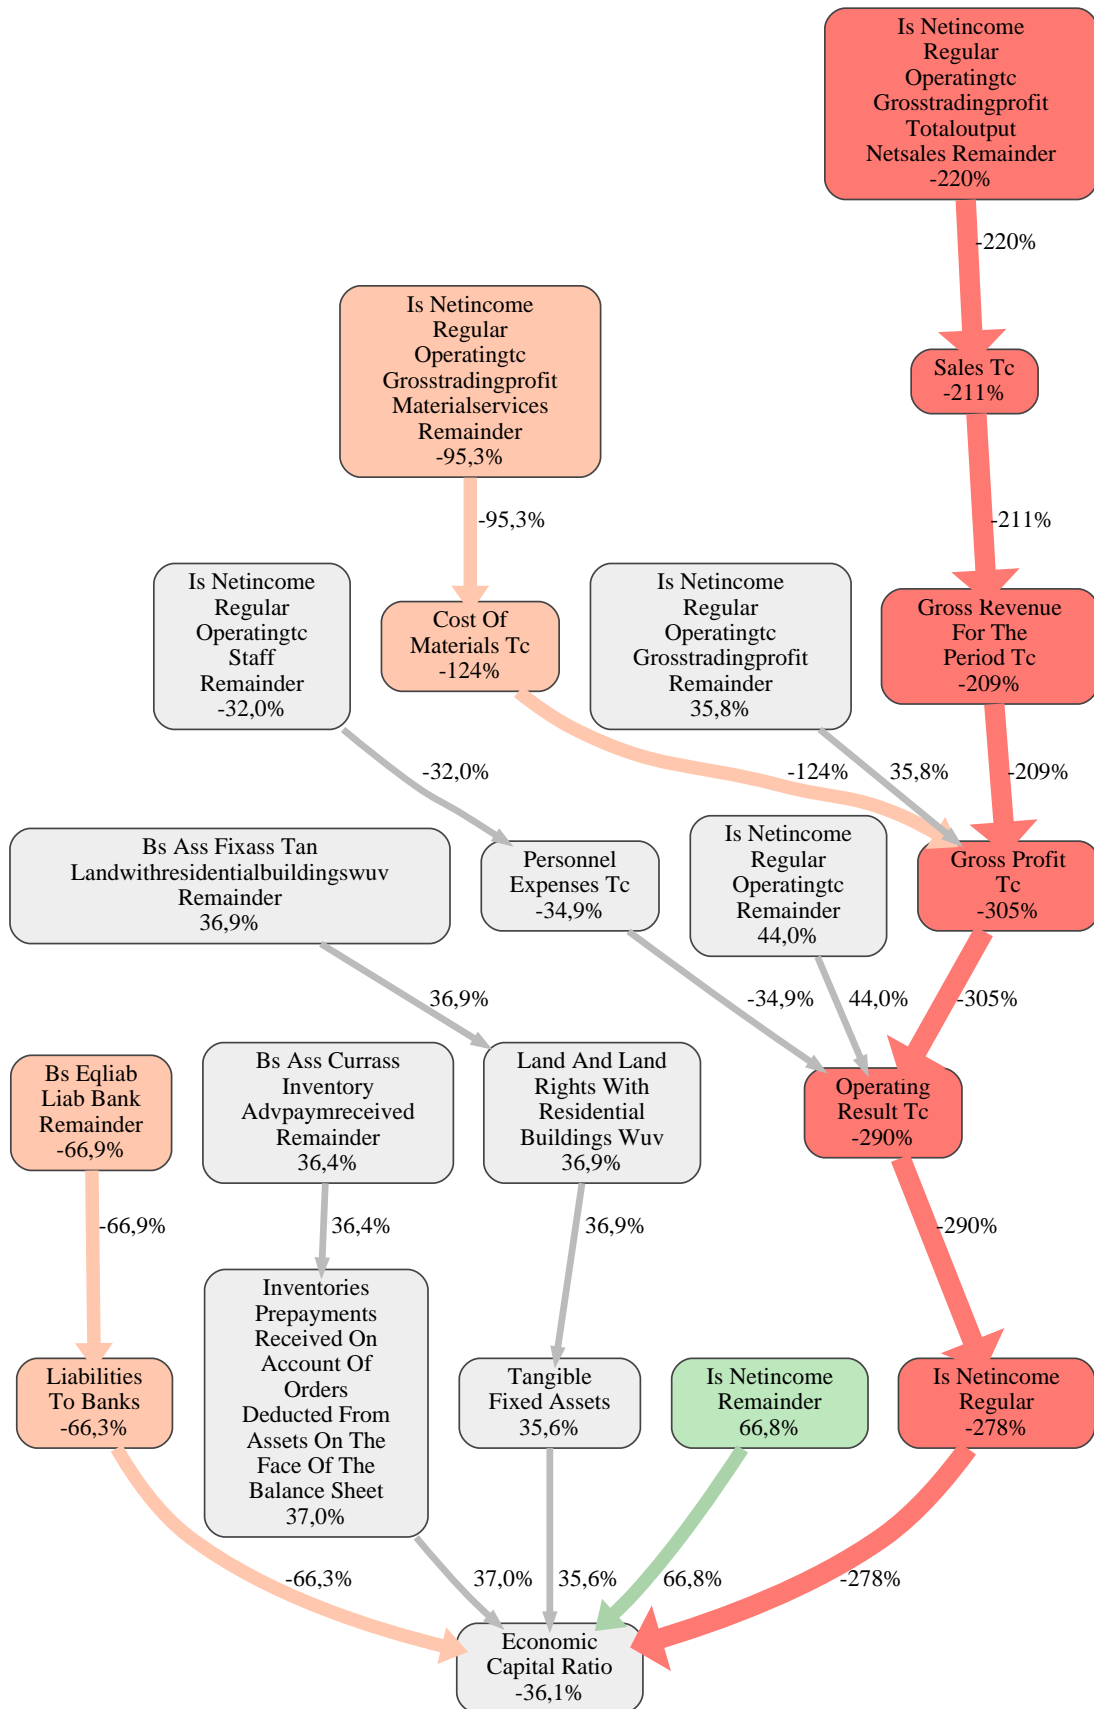 Is Netincome
Regular
Operatingtc
Grosstradingprofit
Totaloutput
Netsales Remainder
-220%
-220%
Is Netincome
Regular
Operatingtc
Grosstradingprofit
Materialservices
Remainder
-95,3%
Sales Tc
-211%
-95,3%
-211%
Is Netincome
Regular
Operatingtc
Staff
Remainder
-32,0%
Cost Of
Materials Tc
-124%
Is Netincome
Regular
Operatingtc
Grosstradingprofit
Remainder
35,8%
Gross Revenue
For The
Period Tc
-209%
-32,0%
-124%
35,8%
-209%
Bs Ass Fixass Tan
Landwithresidentialbuildingswuv
Remainder
36,9%
Personnel
Expenses Tc
-34,9%
Is Netincome
Regular
Operatingtc
Remainder
44,0%
Gross Profit
Tc
-305%
36,9%
-34,9%
44,0%
-305%
Bs Eqliab
Liab Bank
Remainder
-66,9%
Bs Ass Currass
Inventory
Advpaymreceived
Remainder
36,4%
Land And Land
Rights With
Residential
Buildings Wuv
36,9%
Operating
Result Tc
-290%
-66,9%
36,4%
36,9%
-290%
Liabilities
To Banks
-66,3%
Inventories
Prepayments
Received On
Account Of
Orders
Deducted From
Assets On The
Face Of The
Balance Sheet
37,0%
Tangible
Fixed Assets
35,6%
Is Netincome
Remainder
66,8%
Is Netincome
Regular
-278%
-66,3%
37,0%
35,6%
66,8%
-278%
Economic
Capital Ratio
-36,1%